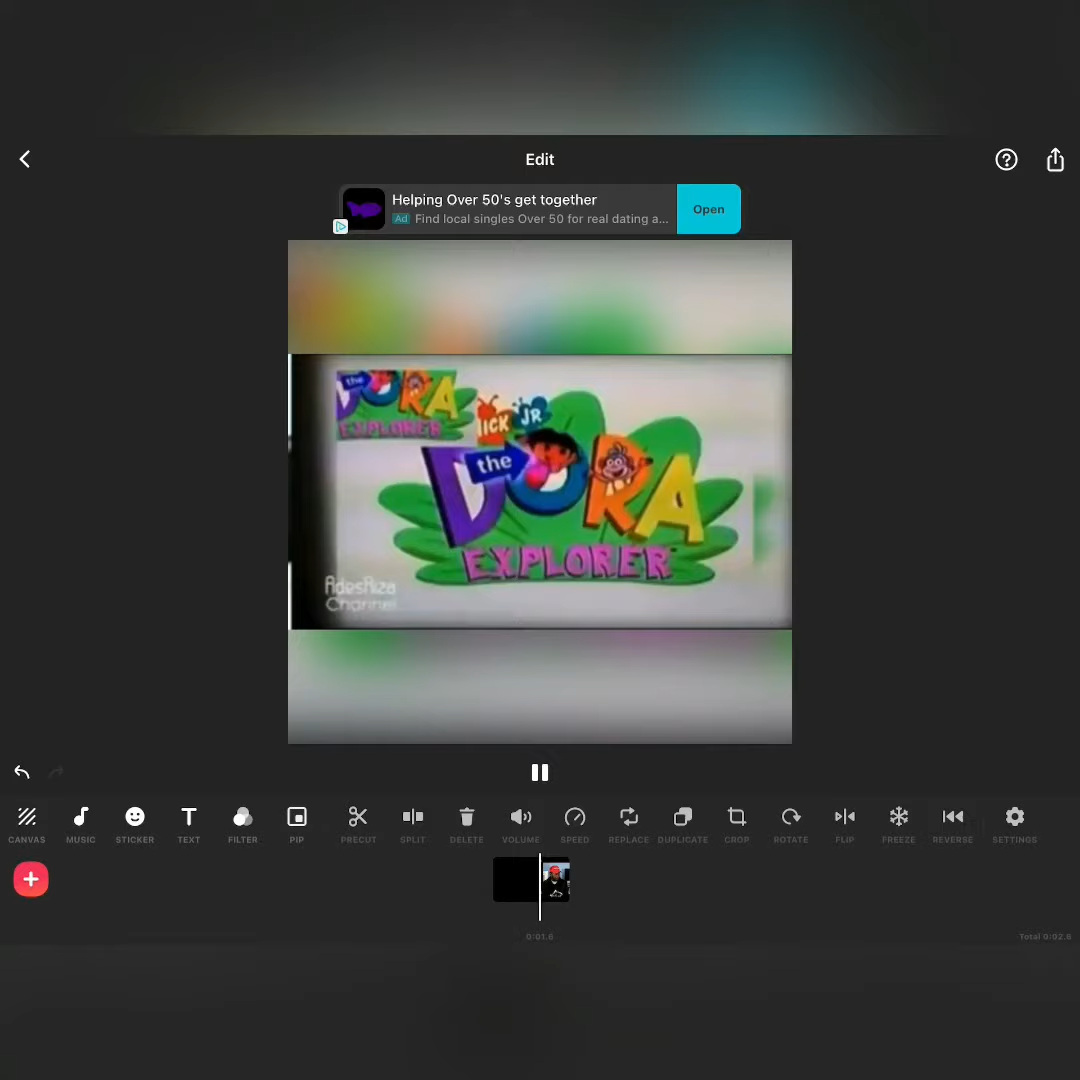 Edit
Helping Over 50's get together
Ad Find local singles Over 50 for real dating a...
Open
the
DORA
EXPLORER
NICK JR
the
DORA
EXPLORER
AdesRiza
Channel
CANVAS
MUSIC
STICKER
TEXT
FILTER
PIP
PRECUT
SPLIT
DELETE
VOLUME
SPEED
REPLACE
DUPLICATE
CROP
ROTATE
FLIP
FREEZE
REVERSE
SETTINGS
0:01.6
Total 0:02.6